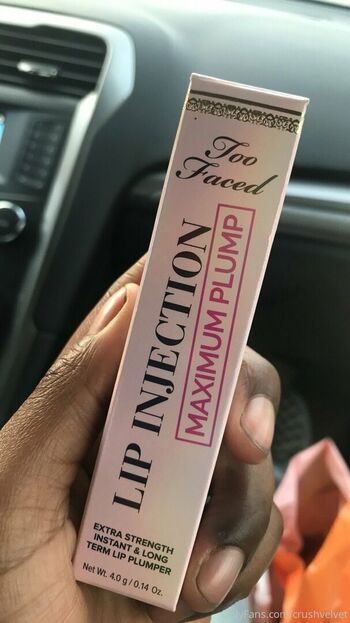 Too
Faced
LIP INJECTION
MAXIMUM PLUMP
EXTRA STRENGTH
INSTANT & LONG
TERM LIP PLUMPER
Net Wt. 4.0 g / 0.14 Oz.
lyFans.com/crushvelvet